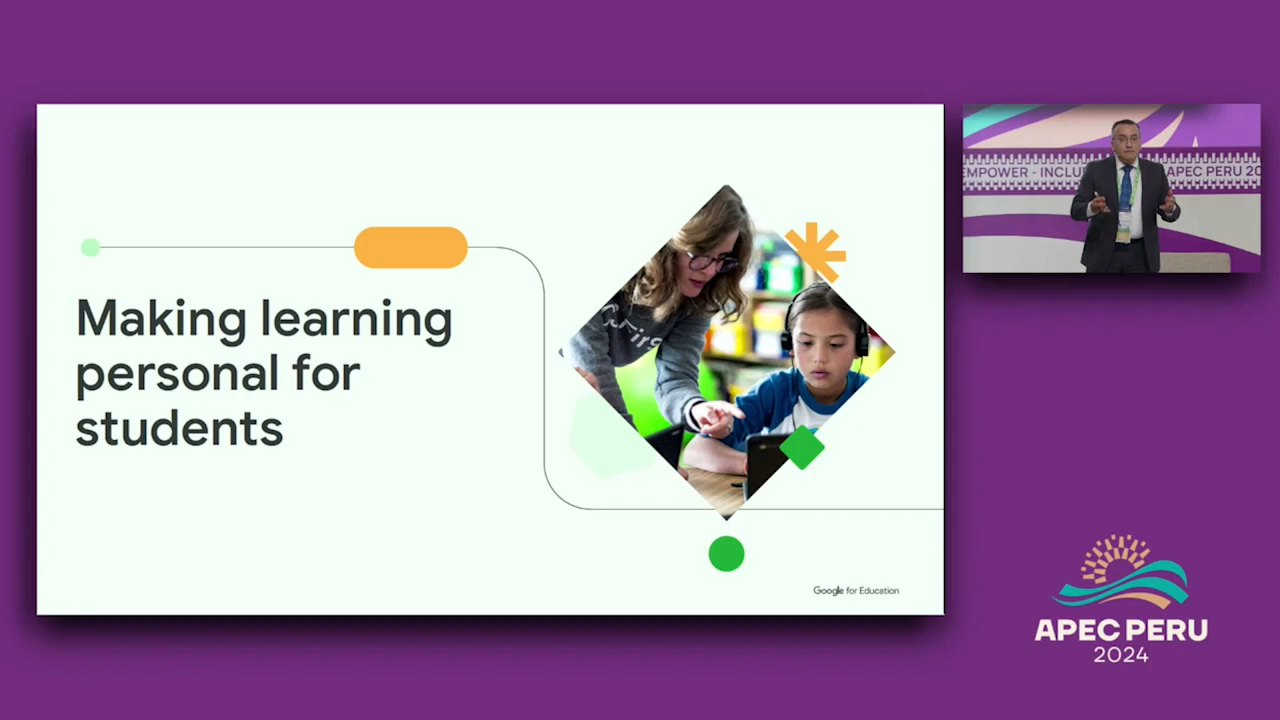 Making learning
personal for
students
Google for Education
EMPOWER - INCLU
APEC PERU 20
APEC PERU
2024